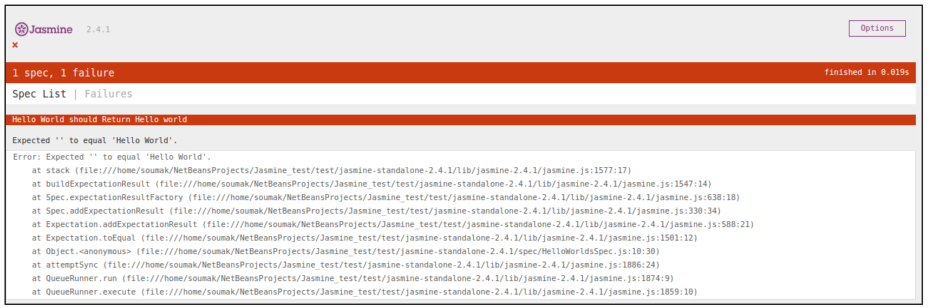 Jasmine 2.4.1 Options
×
1 spec, 1 failure finished in 0.019s
Spec List | Failures
Hello World should Return Hello world
Expected '' to equal 'Hello World'.
Error: Expected '' to equal 'Hello World'.
at stack (file:///home/soumak/NetBeansProjects/Jasmine_test/test/jasmine-standalone-2.4.1/lib/jasmine-2.4.1/jasmine.js:1577:17)
at buildExpectationResult (file:///home/soumak/NetBeansProjects/Jasmine_test/test/jasmine-standalone-2.4.1/lib/jasmine-2.4.1/jasmine.js:1547:14)
at Spec.expectationResultFactory (file:///home/soumak/NetBeansProjects/Jasmine_test/test/jasmine-standalone-2.4.1/lib/jasmine-2.4.1/jasmine.js:638:18)
at Spec.addExpectationResult (file:///home/soumak/NetBeansProjects/Jasmine_test/test/jasmine-standalone-2.4.1/lib/jasmine-2.4.1/jasmine.js:330:34)
at Expectation.addExpectationResult (file:///home/soumak/NetBeansProjects/Jasmine_test/test/jasmine-standalone-2.4.1/lib/jasmine-2.4.1/jasmine.js:588:21)
at Expectation.toEqual (file:///home/soumak/NetBeansProjects/Jasmine_test/test/jasmine-standalone-2.4.1/lib/jasmine-2.4.1/jasmine.js:1501:12)
at Object.<anonymous> (file:///home/soumak/NetBeansProjects/Jasmine_test/test/jasmine-standalone-2.4.1/spec/HelloWorldsSpec.js:10:30)
at attemptSync (file:///home/soumak/NetBeansProjects/Jasmine_test/test/jasmine-standalone-2.4.1/lib/jasmine-2.4.1/jasmine.js:1886:24)
at QueueRunner.run (file:///home/soumak/NetBeansProjects/Jasmine_test/test/jasmine-standalone-2.4.1/lib/jasmine-2.4.1/jasmine.js:1874:9)
at QueueRunner.execute (file:///home/soumak/NetBeansProjects/Jasmine_test/test/jasmine-standalone-2.4.1/lib/jasmine-2.4.1/jasmine.js:1859:10)